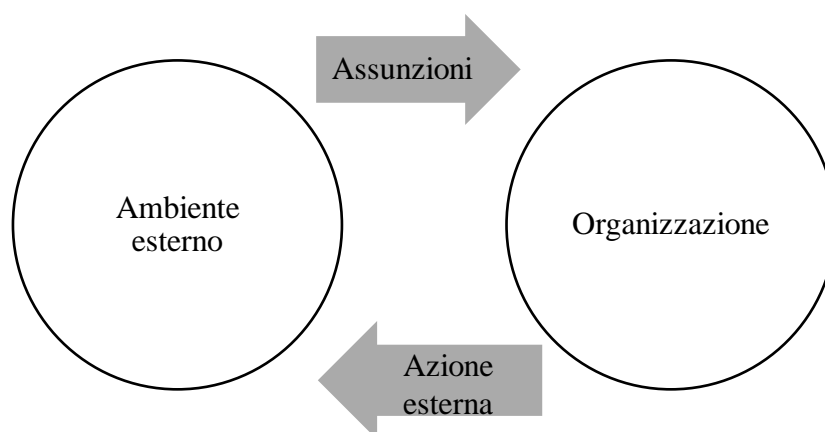 Assunzioni
Ambiente
esterno
Organizzazione
Azione
esterna